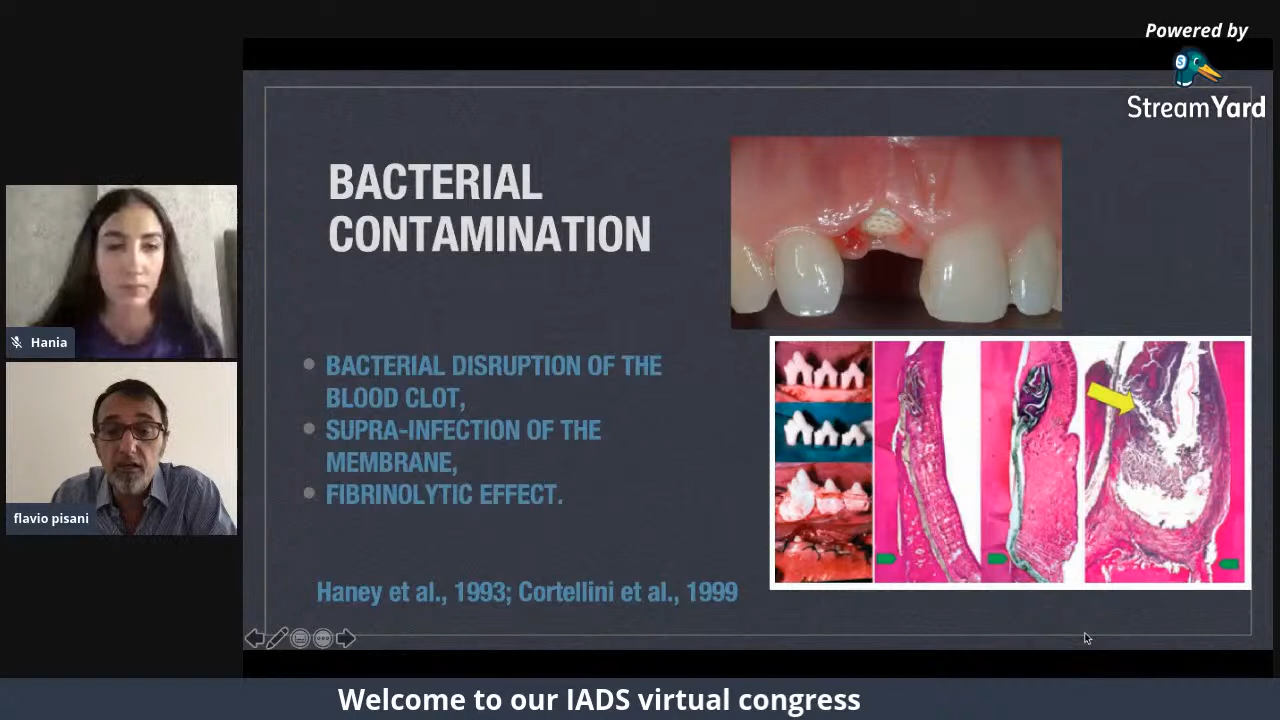 Powered by
StreamYard
BACTERIAL
CONTAMINATION
Hania
BACTERIAL DISRUPTION OF THE
BLOOD CLOT,
SUPRA-INFECTION OF THE
MEMBRANE,
FIBRINOLYTIC EFFECT.
flavio pisani
Haney et al., 1993; Cortellini et al., 1999
Welcome to our IADS virtual congress